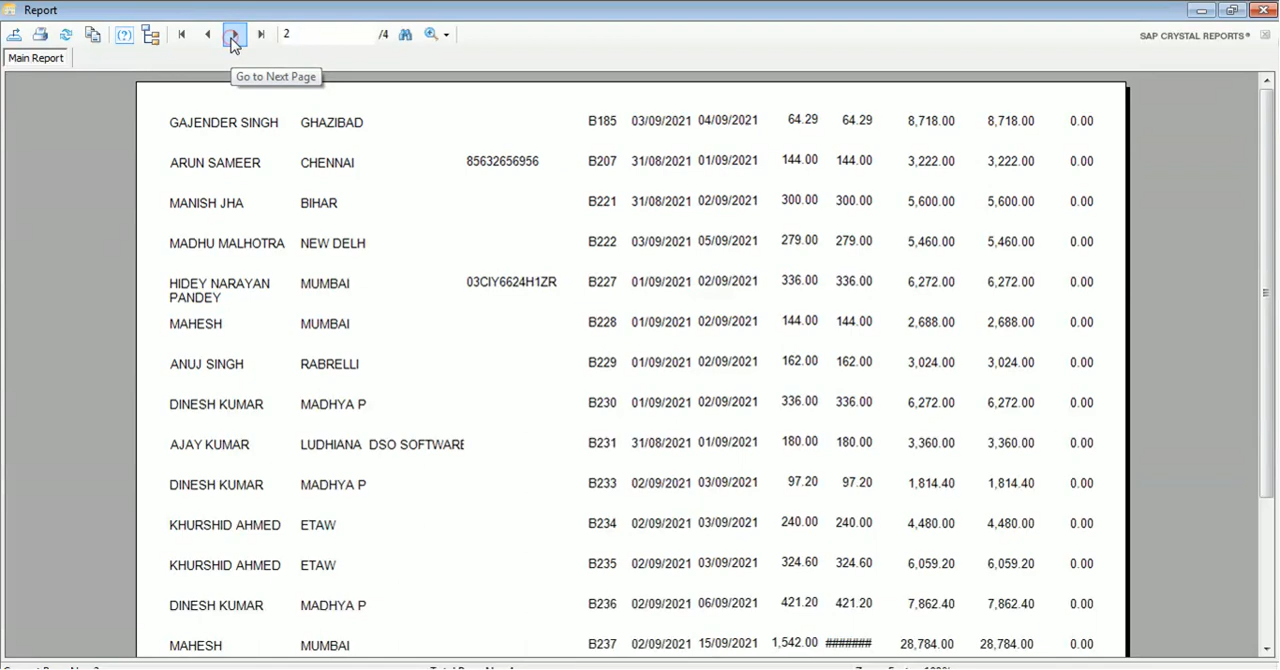 Report
2 /4 SAP CRYSTAL REPORTS®
Main Report
Go to Next Page
GAJENDER SINGH GHAZIBAD B185 03/09/2021 04/09/2021 64.29 64.29 8,718.00 8,718.00 0.00
ARUN SAMEER CHENNAI 85632656956 B207 31/08/2021 01/09/2021 144.00 144.00 3,222.00 3,222.00 0.00
MANISH JHA BIHAR B221 31/08/2021 02/09/2021 300.00 300.00 5,600.00 5,600.00 0.00
MADHU MALHOTRA NEW DELH B222 03/09/2021 05/09/2021 279.00 279.00 5,460.00 5,460.00 0.00
HIDEY NARAYAN MUMBAI 03CIY6624H1ZR B227 01/09/2021 02/09/2021 336.00 336.00 6,272.00 6,272.00 0.00
PANDEY
MAHESH MUMBAI B228 01/09/2021 02/09/2021 144.00 144.00 2,688.00 2,688.00 0.00
ANUJ SINGH RABRELLI B229 01/09/2021 02/09/2021 162.00 162.00 3,024.00 3,024.00 0.00
DINESH KUMAR MADHYA P B230 01/09/2021 02/09/2021 336.00 336.00 6,272.00 6,272.00 0.00
AJAY KUMAR LUDHIANA DSO SOFTWARE B231 31/08/2021 01/09/2021 180.00 180.00 3,360.00 3,360.00 0.00
DINESH KUMAR MADHYA P B233 02/09/2021 03/09/2021 97.20 97.20 1,814.40 1,814.40 0.00
KHURSHID AHMED ETAW B234 02/09/2021 03/09/2021 240.00 240.00 4,480.00 4,480.00 0.00
KHURSHID AHMED ETAW B235 02/09/2021 03/09/2021 324.60 324.60 6,059.20 6,059.20 0.00
DINESH KUMAR MADHYA P B236 02/09/2021 06/09/2021 421.20 421.20 7,862.40 7,862.40 0.00
MAHESH MUMBAI B237 02/09/2021 15/09/2021 1,542.00 ####### 28,784.00 28,784.00 0.00